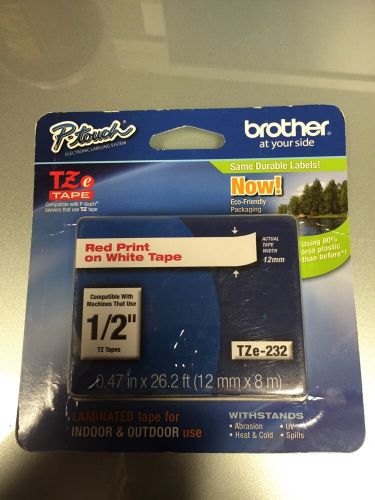 P-touch
ELECTRONIC LABELING SYSTEM
brother
at your side
TZe
TAPE
Compatible with P-touch®
labelers that use TZ tape
Same Durable Labels!
Now!
Eco-Friendly
Packaging
Using 80%
less plastic
than before!*
Red Print
on White Tape
ACTUAL
TAPE
WIDTH
12mm
Compatible With
Machines That Use
1/2"
TZ Tapes
TZe-232
0.47 in x 26.2 ft (12 mm x 8 m)
LAMINATED tape for
INDOOR & OUTDOOR use
WITHSTANDS
• Abrasion • UV
• Heat & Cold • Spills